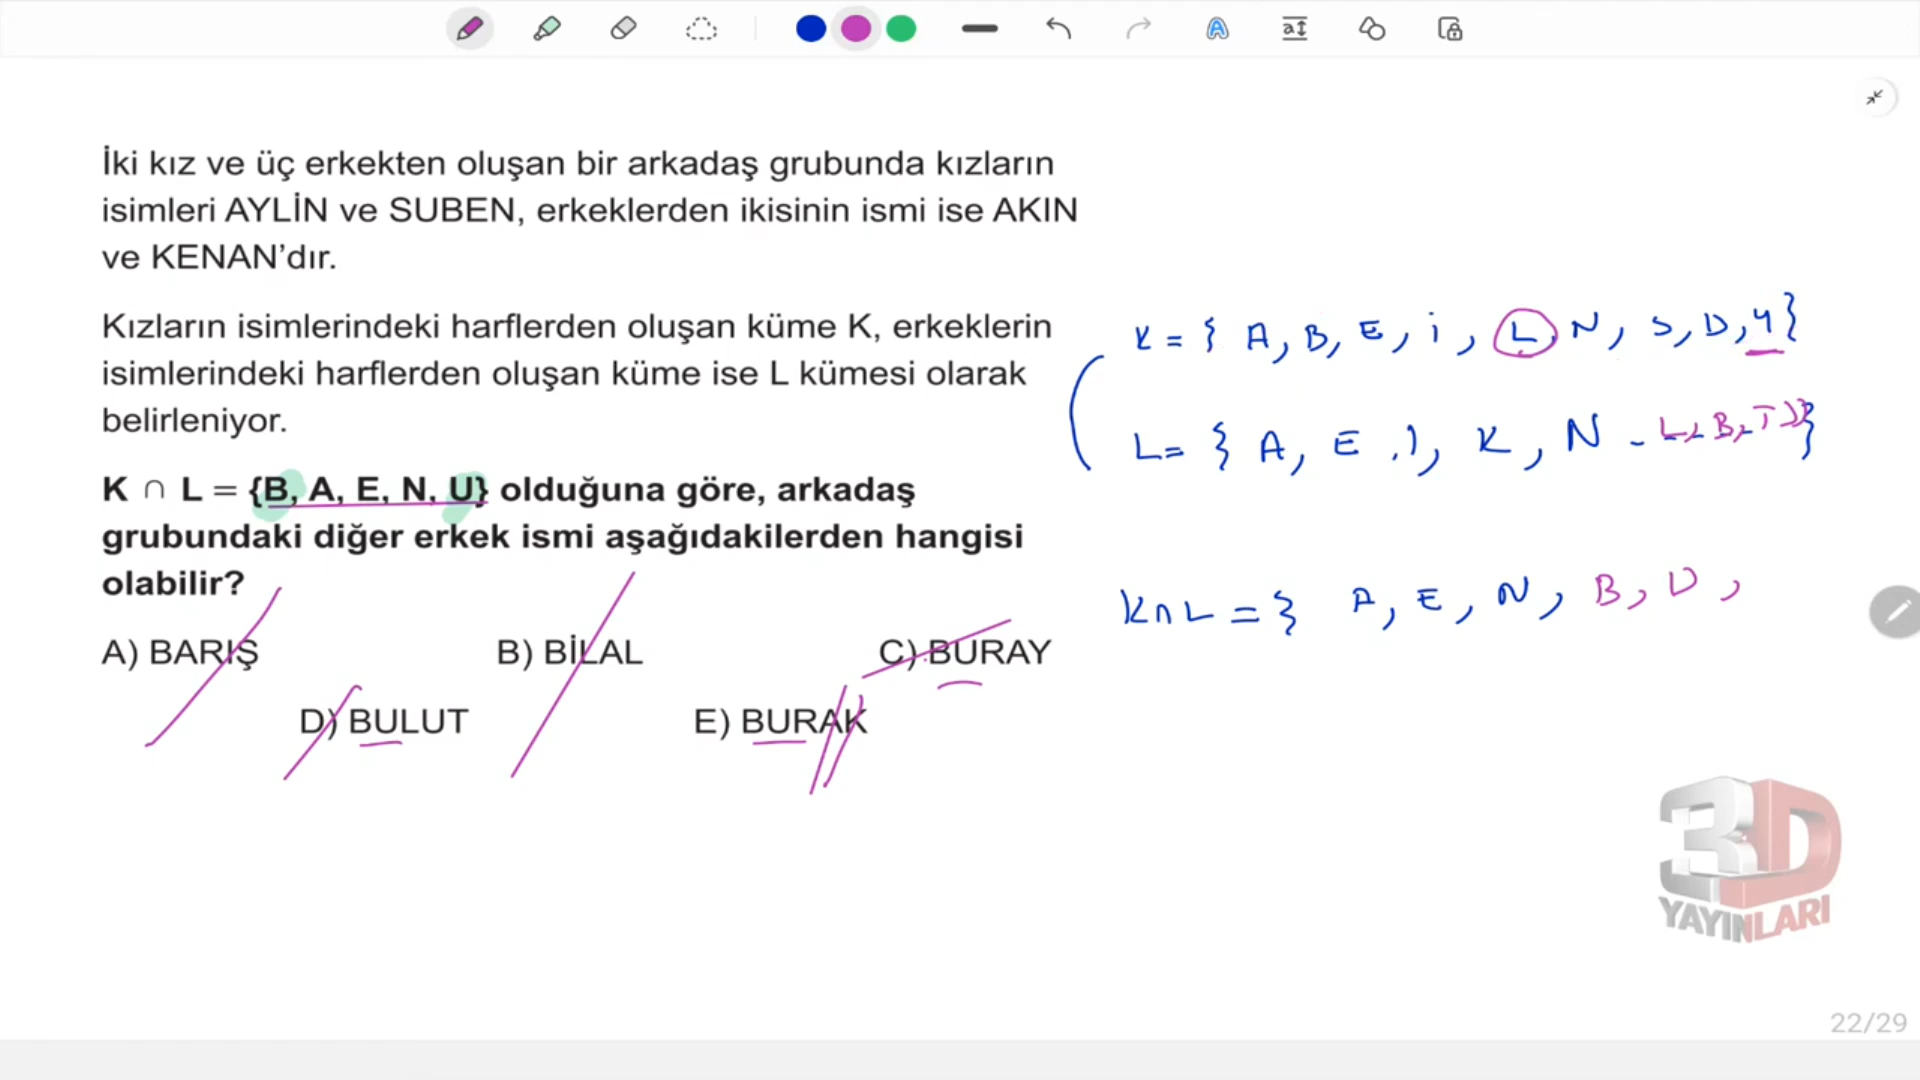 İki kız ve üç erkekten oluşan bir arkadaş grubunda kızların
isimleri AYLİN ve SUBEN, erkeklerden ikisinin ismi ise AKIN
ve KENAN’dır.
Kızların isimlerindeki harflerden oluşan küme K, erkeklerin
isimlerindeki harflerden oluşan küme ise L kümesi olarak
belirleniyor.
K ∩ L = {B, A, E, N, U} olduğuna göre, arkadaş
grubundaki diğer erkek ismi aşağıdakilerden hangisi
olabilir?
A) BARIŞ B) BİLAL C) BURAY
D) BULUT E) BURAK
K = { A, B, E, i, L, N, S, U, Y }
L = { A, E, I, K, N - L, B, T, U }
K ∩ L = { A, E, N, B, U,
3D
YAYINLARI
22/29